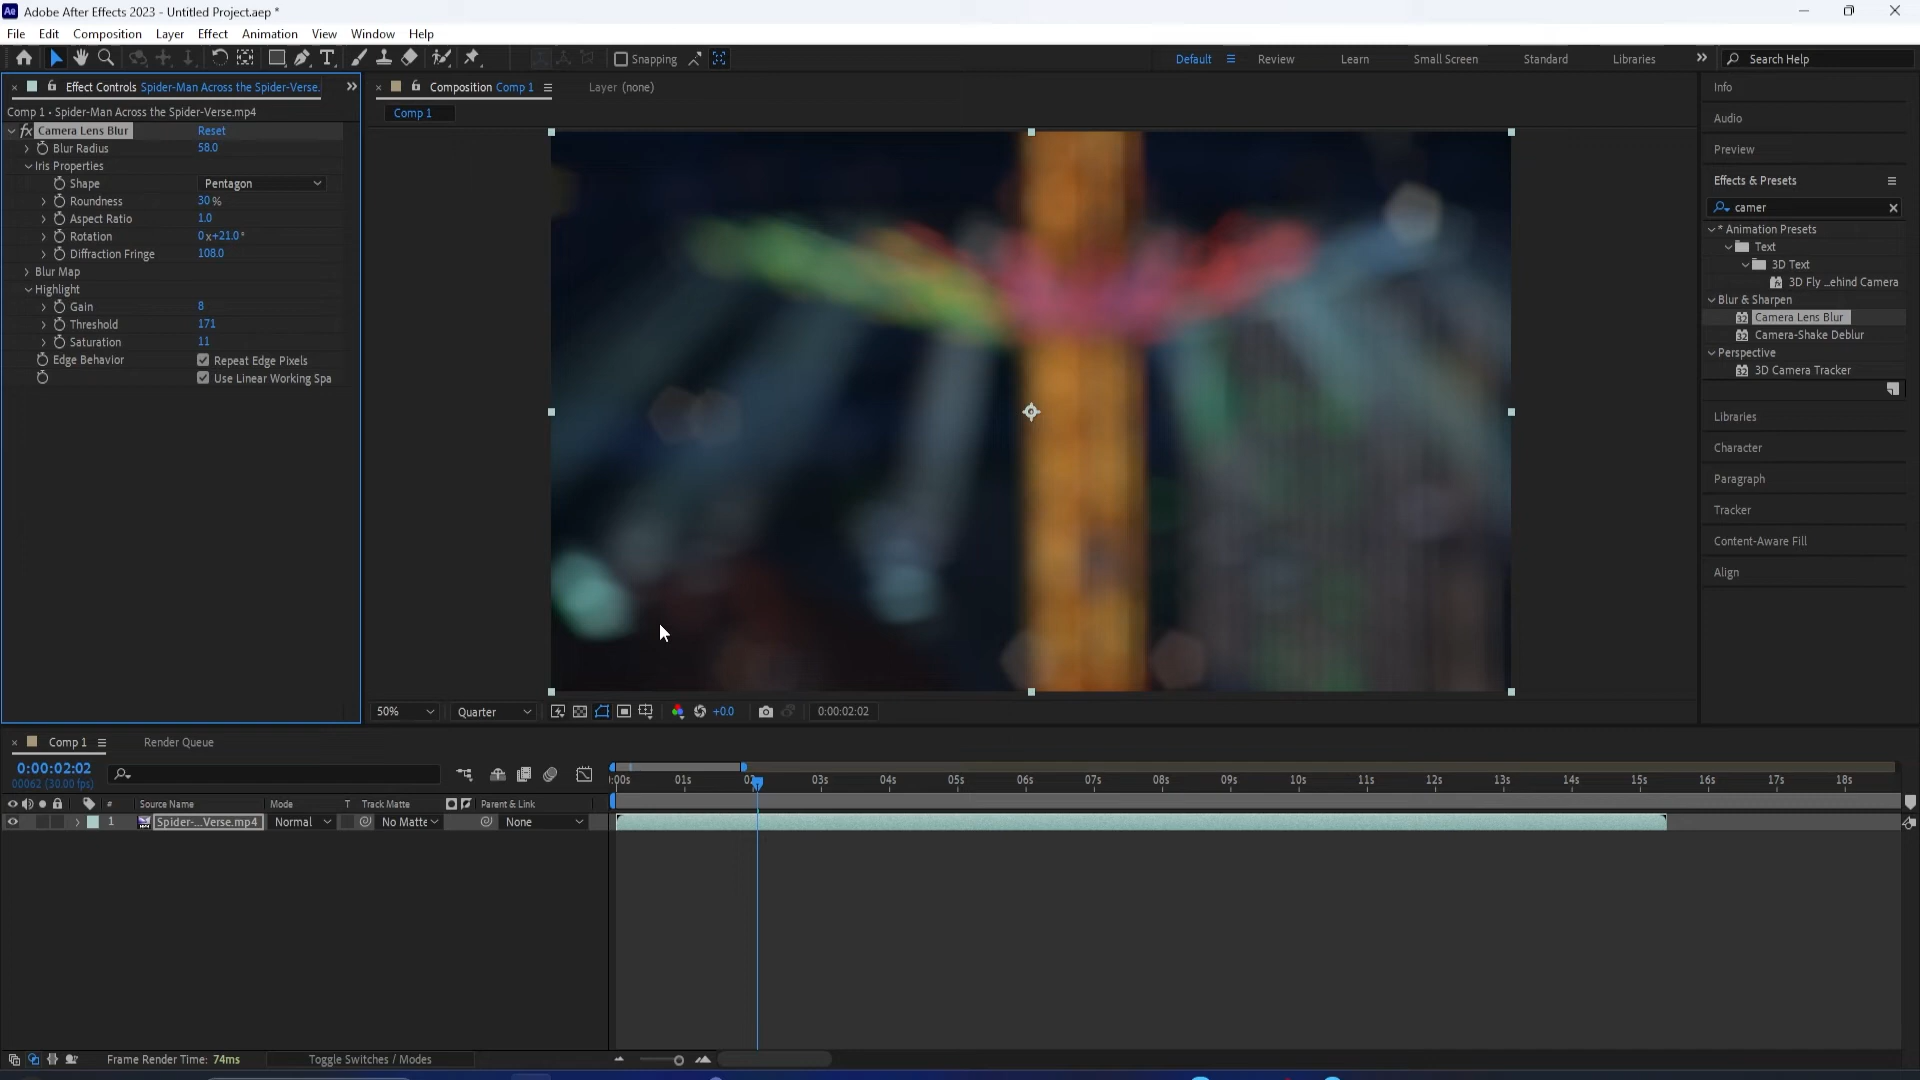 Ae Adobe After Effects 2023 - Untitled Project.aep *
File Edit Composition Layer Effect Animation View Window Help
Snapping Default Review Learn Small Screen Standard Libraries Search Help
Effect Controls Spider-Man Across the Spider-Verse.
Comp 1 • Spider-Man Across the Spider-Verse.mp4
fx Camera Lens Blur Reset
Blur Radius 58.0
Iris Properties
Shape Pentagon
Roundness 30 %
Aspect Ratio 1.0
Rotation 0 x+21.0 °
Diffraction Fringe 108.0
Blur Map
Highlight
Gain 8
Threshold 171
Saturation 11
Edge Behavior Repeat Edge Pixels
Use Linear Working Spa
Composition Comp 1 Layer (none)
Comp 1
50% Quarter +0.0 0:00:02:02
Info
Audio
Preview
Effects & Presets
camer
* Animation Presets
Text
3D Text
3D Fly ...ehind Camera
Blur & Sharpen
32 Camera Lens Blur
32 Camera-Shake Deblur
Perspective
32 3D Camera Tracker
Libraries
Character
Paragraph
Tracker
Content-Aware Fill
Align
Comp 1 Render Queue
0:00:02:02
00062 (30.00 fps)
):00s 01s 02 03s 04s 05s 06s 07s 08s 09s 10s 11s 12s 13s 14s 15s 16s 17s 18s
# Source Name Mode T Track Matte Parent & Link
1 Spider-...Verse.mp4 Normal No Matte None
Frame Render Time: 74ms Toggle Switches / Modes